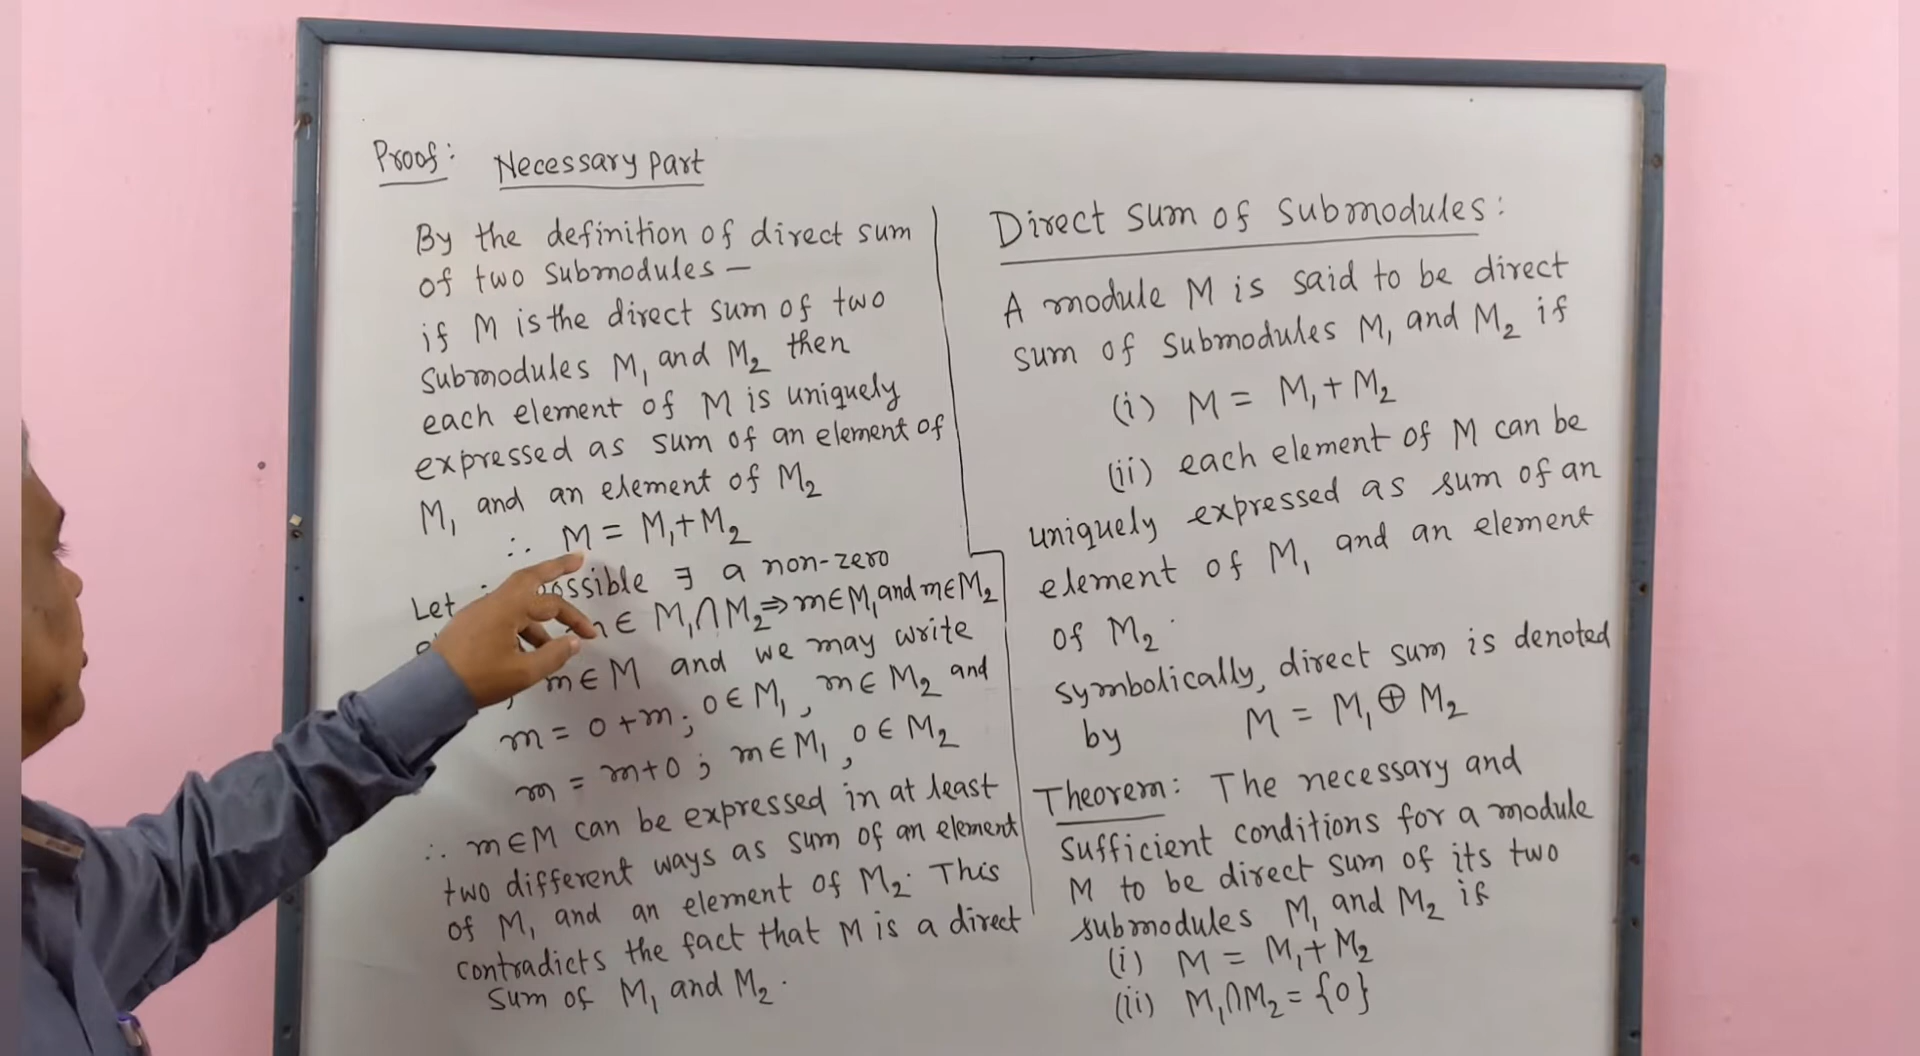 Proof: Necessary part
By the definition of direct sum
of two submodules —
if M is the direct sum of two
submodules M₁ and M₂ then
each element of M is uniquely
expressed as sum of an element of
M₁ and an element of M₂
∴ M = M₁+M₂
Let possible ∃ a non-zero
∈ M₁∩M₂ ⇒ m∈M₁ and m∈M₂
m∈M and we may write
m = 0+m; 0∈M₁, m∈M₂ and
m = m+0; m∈M₁, 0∈M₂
∴ m∈M can be expressed in at least
two different ways as sum of an element
of M₁ and an element of M₂. This
contradicts the fact that M is a direct
sum of M₁ and M₂.
Direct sum of submodules:
A module M is said to be direct
sum of submodules M₁ and M₂ if
(i) M = M₁+M₂
(ii) each element of M can be
uniquely expressed as sum of an
element of M₁ and an element
of M₂.
symbolically, direct sum is denoted
by M = M₁⊕M₂
Theorem: The necessary and
sufficient conditions for a module
M to be direct sum of its two
submodules M₁ and M₂ if
(i) M = M₁+M₂
(ii) M₁∩M₂ = {0}